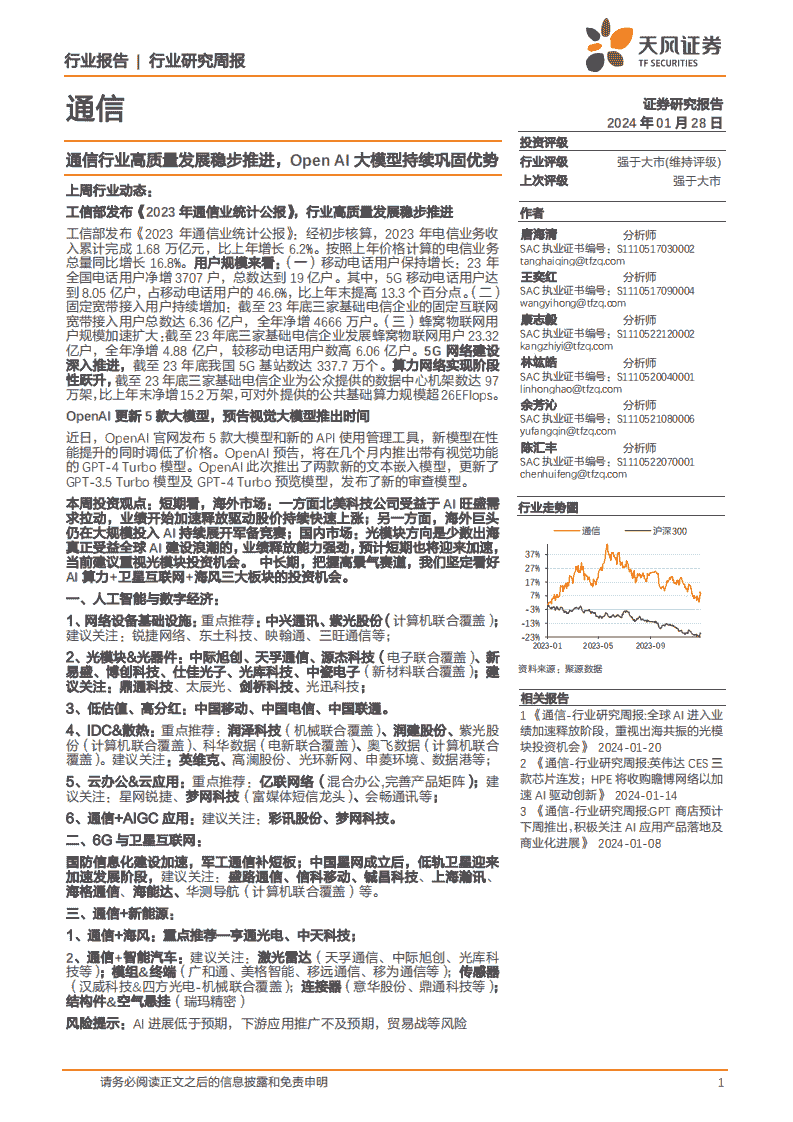 行业报告 | 行业研究周报
天风证券
TF SECURITIES
通信
证券研究报告
2024 年 01 月 28 日
通信行业高质量发展稳步推进，Open AI 大模型持续巩固优势
上周行业动态：
工信部发布《2023 年通信业统计公报》，行业高质量发展稳步推进
工信部发布《2023 年通信业统计公报》：经初步核算，2023 年电信业务收
入累计完成 1.68 万亿元，比上年增长 6.2%。按照上年价格计算的电信业务
总量同比增长 16.8%。用户规模来看：（一）移动电话用户保持增长：23 年
全国电话用户净增 3707 户，总数达到 19 亿户。其中，5G 移动电话用户达
到 8.05 亿户，占移动电话用户的 46.6%，比上年末提高 13.3 个百分点。（二）
固定宽带接入用户持续增加：截至 23 年底三家基础电信企业的固定互联网
宽带接入用户总数达 6.36 亿户，全年净增 4666 万户。（三）蜂窝物联网用
户规模加速扩大：截至 23 年底三家基础电信企业发展蜂窝物联网用户 23.32
亿户，全年净增 4.88 亿户，较移动电话用户数高 6.06 亿户。5G 网络建设
深入推进，截至 23 年底我国 5G 基站数达 337.7 万个。算力网络实现阶段
性跃升，截至 23 年底三家基础电信企业为公众提供的数据中心机架数达 97
万架，比上年末净增 15.2 万架，可对外提供的公共基础算力规模超 26EFlops。
OpenAI 更新 5 款大模型，预告视觉大模型推出时间
近日，OpenAI 官网发布 5 款大模型和新的 API 使用管理工具，新模型在性
能提升的同时调低了价格。OpenAI 预告，将在几个月内推出带有视觉功能
的 GPT-4 Turbo 模型。OpenAI 此次推出了两款新的文本嵌入模型，更新了
GPT-3.5 Turbo 模型及 GPT-4 Turbo 预览模型，发布了新的审查模型。
本周投资观点：短期看，海外市场：一方面北美科技公司受益于 AI 旺盛需
求拉动，业绩开始加速释放驱动股价持续快速上涨；另一方面，海外巨头
仍在大规模投入 AI 持续展开军备竞赛；国内市场：光模块方向是少数出海
真正受益全球 AI 建设浪潮的，业绩释放能力强劲，预计短期也将迎来加速，
当前建议重视光模块投资机会。 中长期，把握高景气赛道，我们坚定看好
AI 算力+卫星互联网+海风三大板块的投资机会。
一、人工智能与数字经济：
1、网络设备基础设施：重点推荐：中兴通讯、紫光股份（计算机联合覆盖）；
建议关注：锐捷网络、东土科技、映翰通、三旺通信等；
2、光模块&光器件：中际旭创、天孚通信、源杰科技（电子联合覆盖）、新
易盛、博创科技、仕佳光子、光库科技、中瓷电子（新材料联合覆盖）；建
议关注：鼎通科技、太辰光、剑桥科技、光迅科技；
3、低估值、高分红：中国移动、中国电信、中国联通。
4、IDC&散热：重点推荐：润泽科技（机械联合覆盖）、润建股份、紫光股
份（计算机联合覆盖）、科华数据（电新联合覆盖）、奥飞数据（计算机联合
覆盖）。建议关注：英维克、高澜股份、光环新网、申菱环境、数据港等；
5、云办公&云应用：重点推荐：亿联网络（混合办公,完善产品矩阵）；建
议关注：星网锐捷、梦网科技（富媒体短信龙头）、会畅通讯等；
6、通信+AIGC 应用：建议关注：彩讯股份、梦网科技。
二、6G 与卫星互联网：
国防信息化建设加速，军工通信补短板；中国星网成立后，低轨卫星迎来
加速发展阶段，建议关注：盛路通信、信科移动、铖昌科技、上海瀚讯、
海格通信、海能达、华测导航（计算机联合覆盖）等。
三、通信+新能源：
1、通信+海风：重点推荐—亨通光电、中天科技；
2、通信+智能汽车：建议关注：激光雷达（天孚通信、中际旭创、光库科
技等）；模组&终端（广和通、美格智能、移远通信、移为通信等）；传感器
（汉威科技&四方光电-机械联合覆盖）；连接器（意华股份、鼎通科技等）；
结构件&空气悬挂（瑞玛精密）
风险提示：AI 进展低于预期，下游应用推广不及预期，贸易战等风险
投资评级
行业评级 强于大市(维持评级)
上次评级 强于大市
作者
唐海清 分析师
SAC 执业证书编号：S1110517030002
tanghaiqing@tfzq.com
王奕红 分析师
SAC 执业证书编号：S1110517090004
wangyihong@tfzq.com
康志毅 分析师
SAC 执业证书编号：S1110522120002
kangzhiyi@tfzq.com
林竑皓 分析师
SAC 执业证书编号：S1110520040001
linhonghao@tfzq.com
余芳沁 分析师
SAC 执业证书编号：S1110521080006
yufangqin@tfzq.com
陈汇丰 分析师
SAC 执业证书编号：S1110522070001
chenhuifeng@tfzq.com
行业走势图
通信 沪深300
37%
27%
17%
7%
-3%
-13%
-23%
2023-01 2023-05 2023-09
资料来源：聚源数据
相关报告
1 《通信-行业研究周报:全球 AI 进入业
绩加速释放阶段，重视出海共振的光模
块投资机会》 2024-01-20
2 《通信-行业研究周报:英伟达 CES 三
款芯片连发；HPE 将收购瞻博网络以加
速 AI 驱动创新》 2024-01-14
3 《通信-行业研究周报:GPT 商店预计
下周推出,积极关注 AI 应用产品落地及
商业化进展》 2024-01-08
请务必阅读正文之后的信息披露和免责申明
1